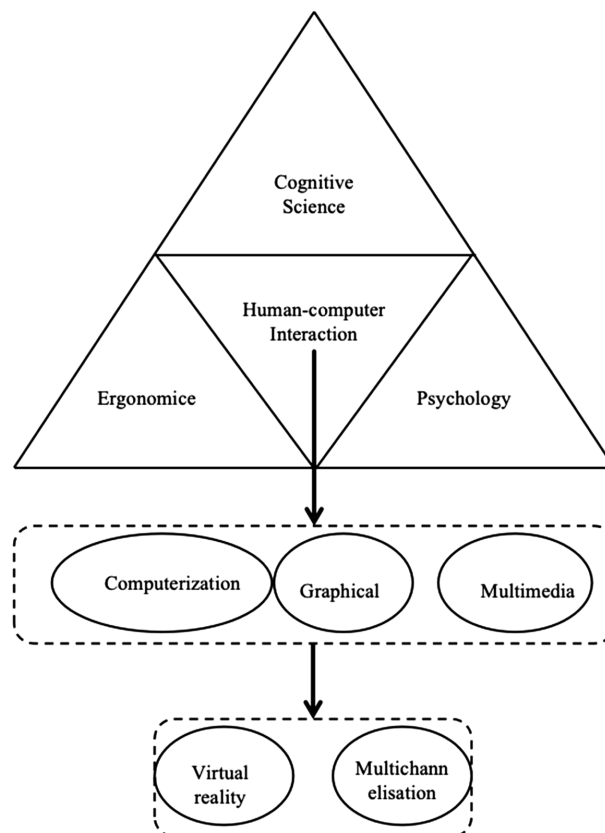 Cognitive
Science
Human-computer
Interaction
Ergonomice
Psychology
Computerization
Graphical
Multimedia
Virtual
reality
Multichann
elisation